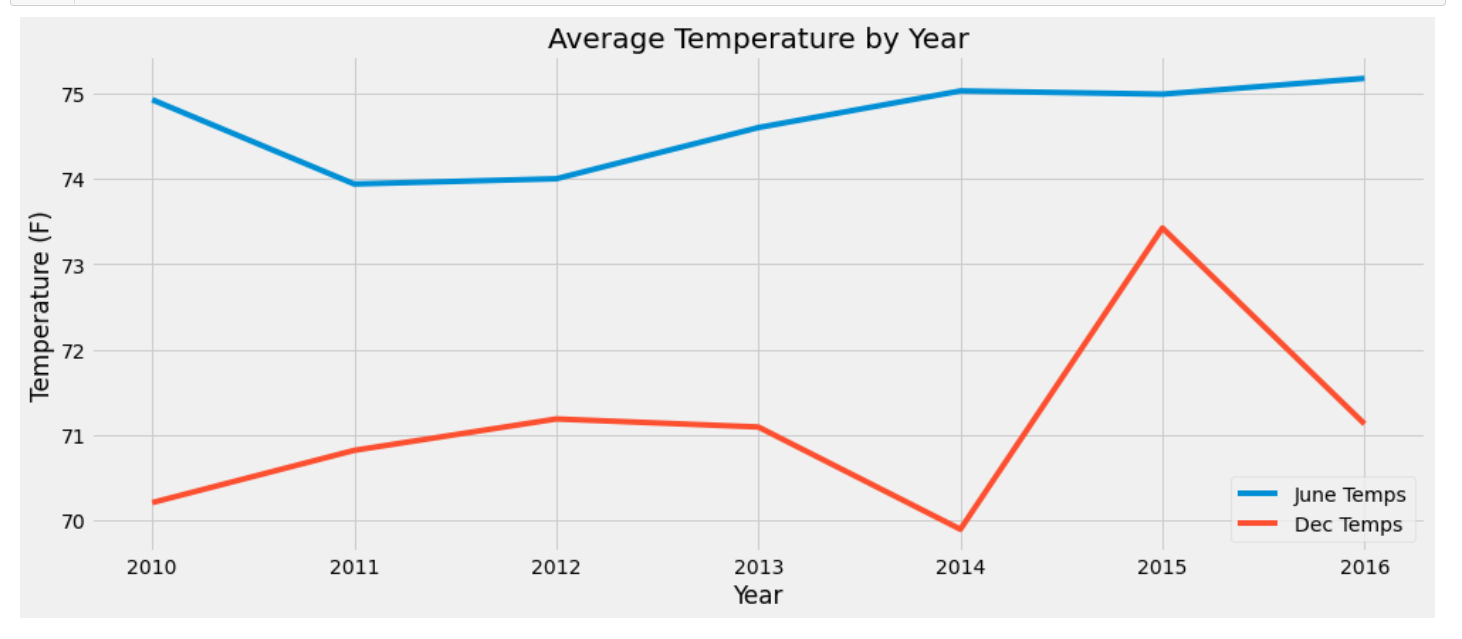 Average Temperature by Year
75
74
73
72
71
70
Temperature (F)
June Temps
Dec Temps
2010 2011 2012 2013 2014 2015 2016
Year